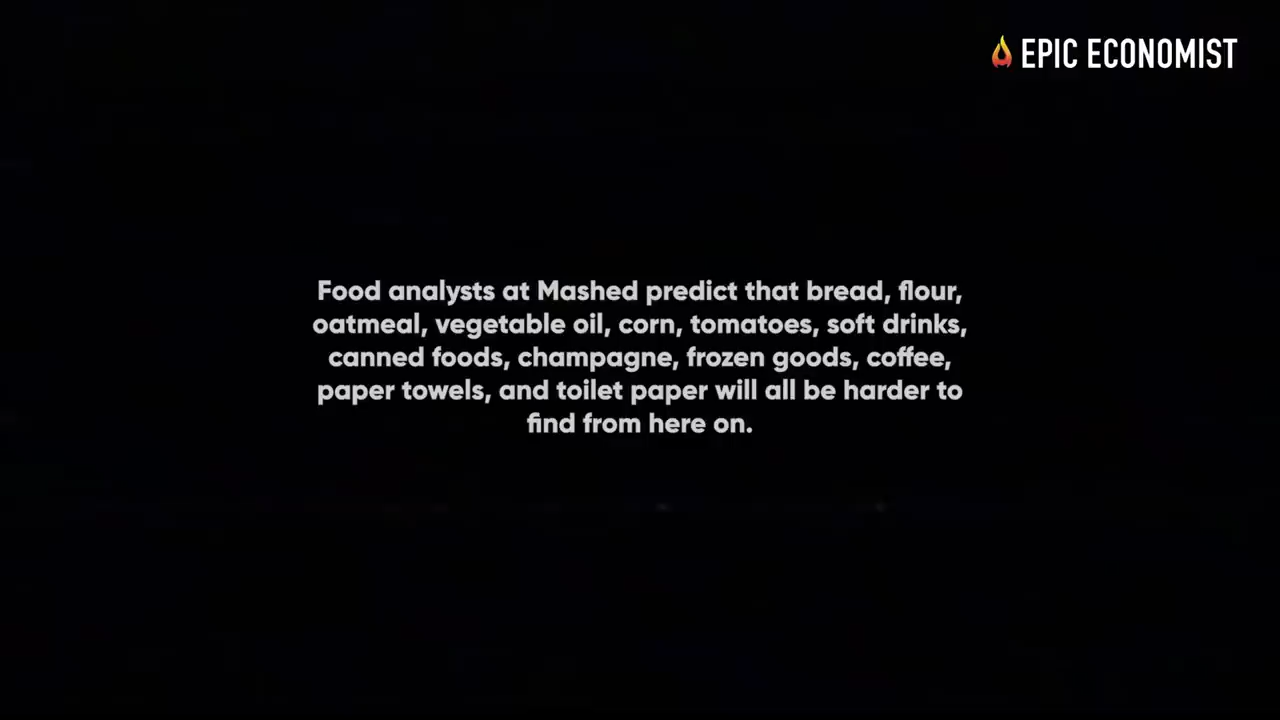 EPIC ECONOMIST
Food analysts at Mashed predict that bread, flour,
oatmeal, vegetable oil, corn, tomatoes, soft drinks,
canned foods, champagne, frozen goods, coffee,
paper towels, and toilet paper will all be harder to
find from here on.